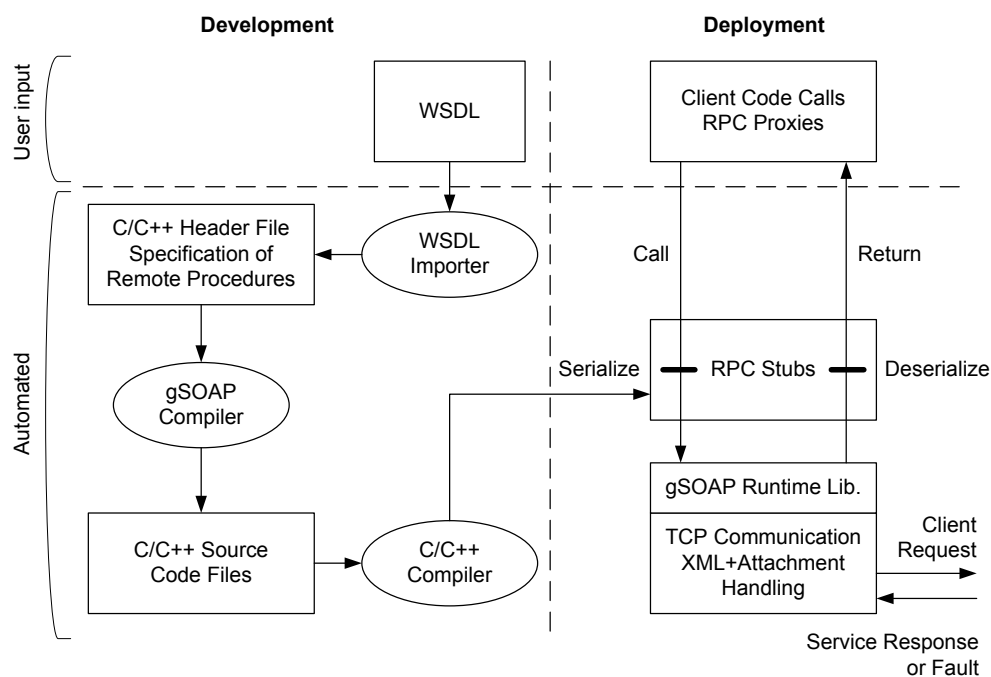 Development
Deployment
User input
WSDL
Client Code Calls
RPC Proxies
C/C++ Header File
Specification of
Remote Procedures
WSDL
Importer
Call
Return
Automated
gSOAP
Compiler
Serialize
RPC Stubs
Deserialize
gSOAP Runtime Lib.
C/C++ Source
Code Files
C/C++
Compiler
TCP Communication
XML+Attachment
Handling
Client
Request
Service Response
or Fault